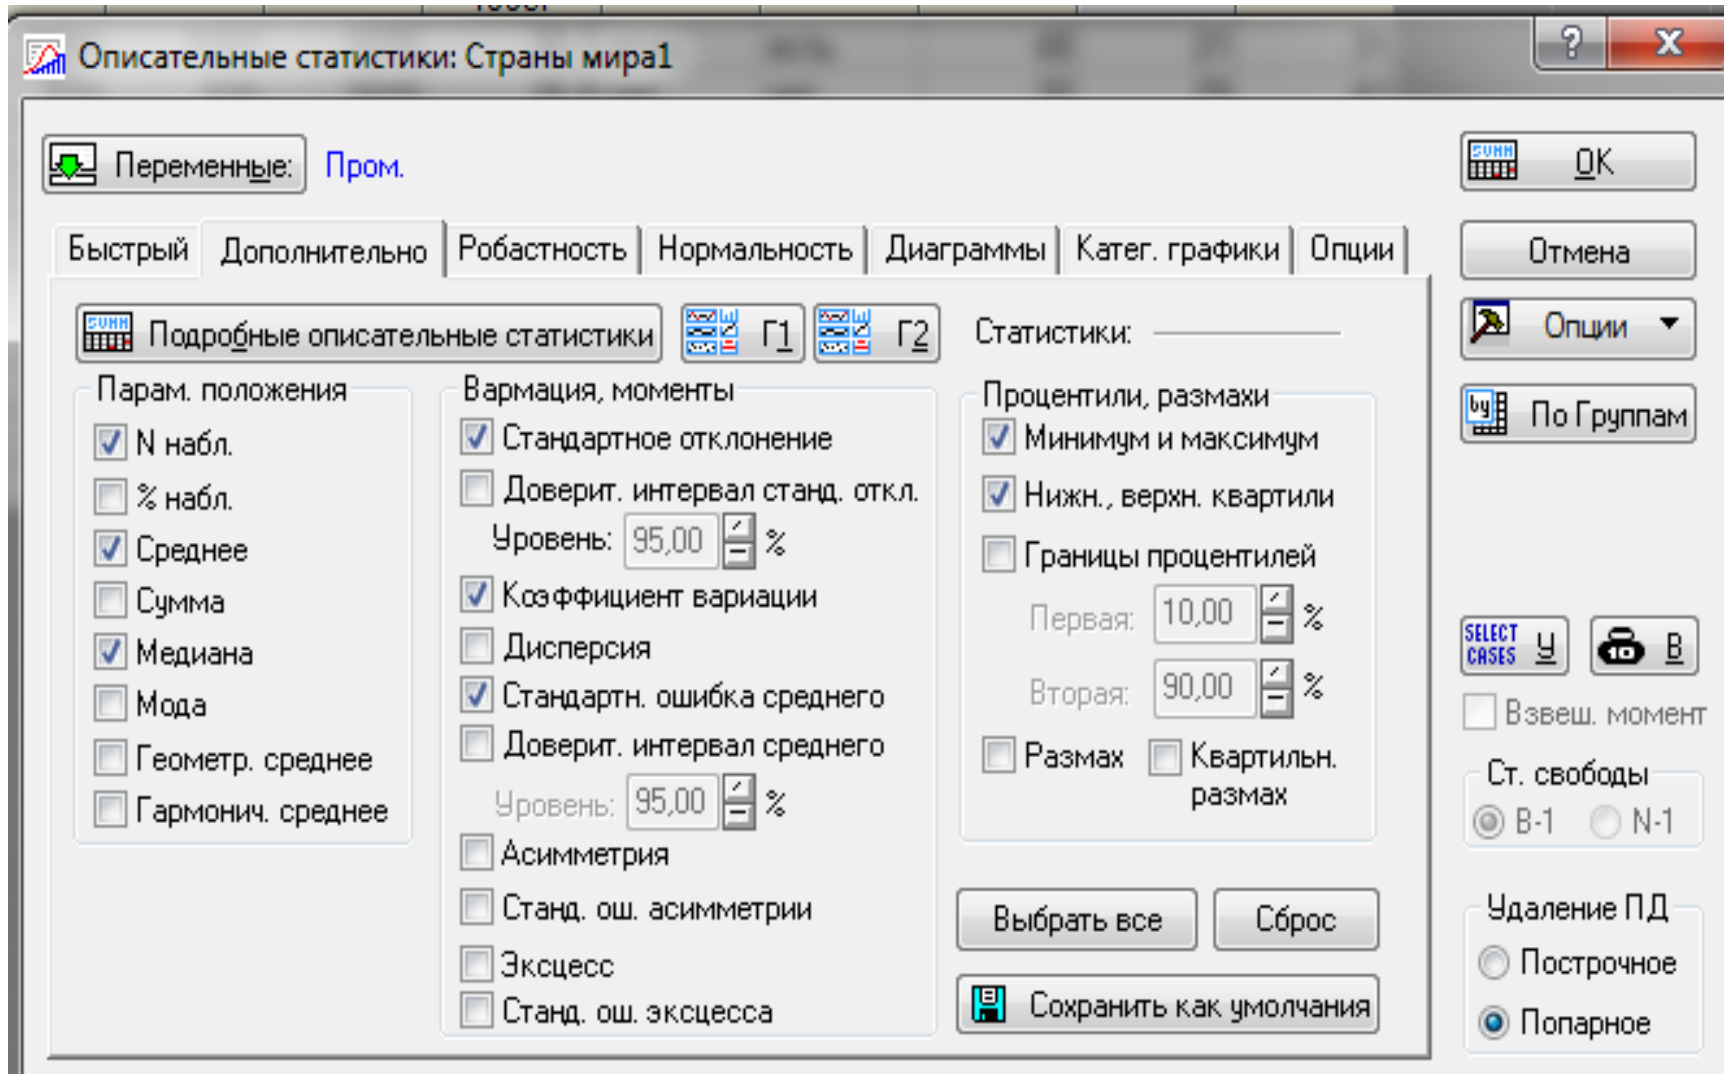 Описательные статистики: Страны мира1
? X
Переменные: Пром.
SUMM OK
Быстрый Дополнительно Робастность Нормальность Диаграммы Катег. графики Опции
Отмена
SUMM Подробные описательные статистики Г1 Г2 Статистики:
Опции
Парам. положения
N набл.
% набл.
Среднее
Сумма
Медиана
Мода
Геометр. среднее
Гармонич. среднее
Вармация, моменты
Стандартное отклонение
Доверит. интервал станд. откл.
Уровень: 95,00 %
Коэффициент вариации
Дисперсия
Стандартн. ошибка среднего
Доверит. интервал среднего
Уровень: 95,00 %
Асимметрия
Станд. ош. асимметрии
Эксцесс
Станд. ош. эксцесса
Процентили, размахи
Минимум и максимум
Нижн., верхн. квартили
Границы процентилей
Первая: 10,00 %
Вторая: 90,00 %
Размах Квартильн.
размах
Выбрать все Сброс
Сохранить как умолчания
by По Группам
SELECT
CASES У 10 В
Взвеш. момент
Ст. свободы
В-1 N-1
Удаление ПД
Построчное
Попарное